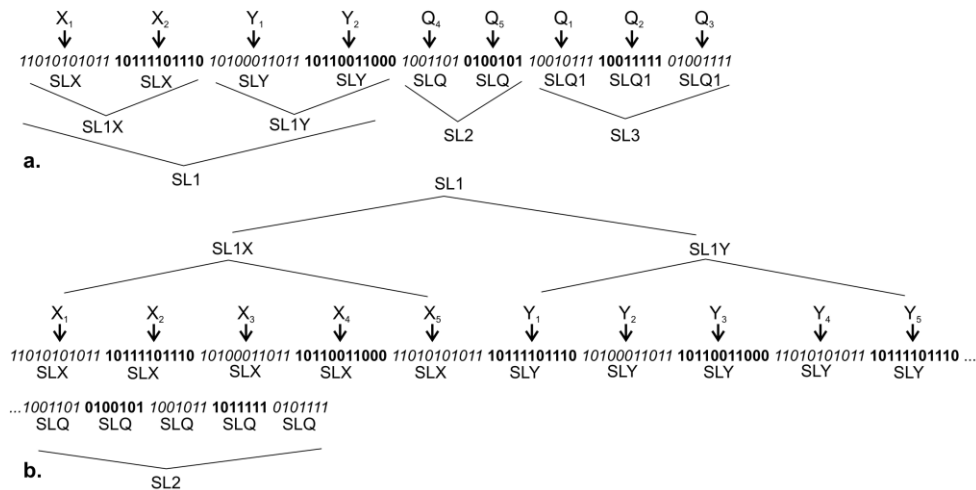 X₁ X₂ Y₁ Y₂ Q₄ Q₅ Q₁ Q₂ Q₃
11010101011 10111101110 10100011011 10110011000 1001101 0100101 10010111 10011111 01001111
SLX SLX SLY SLY SLQ SLQ SLQ1 SLQ1 SLQ1
SL1X SL1Y SL2 SL3
a.
SL1
SL1
SL1X SL1Y
X₁ X₂ X₃ X₄ X₅ Y₁ Y₂ Y₃ Y₄ Y₅
11010101011 10111101110 10100011011 10110011000 11010101011 10111101110 10100011011 10110011000 11010101011 10111101110 ...
SLX SLX SLX SLX SLX SLY SLY SLY SLY SLY
...1001101 0100101 1001011 1011111 0101111
SLQ SLQ SLQ SLQ SLQ
b.
SL2